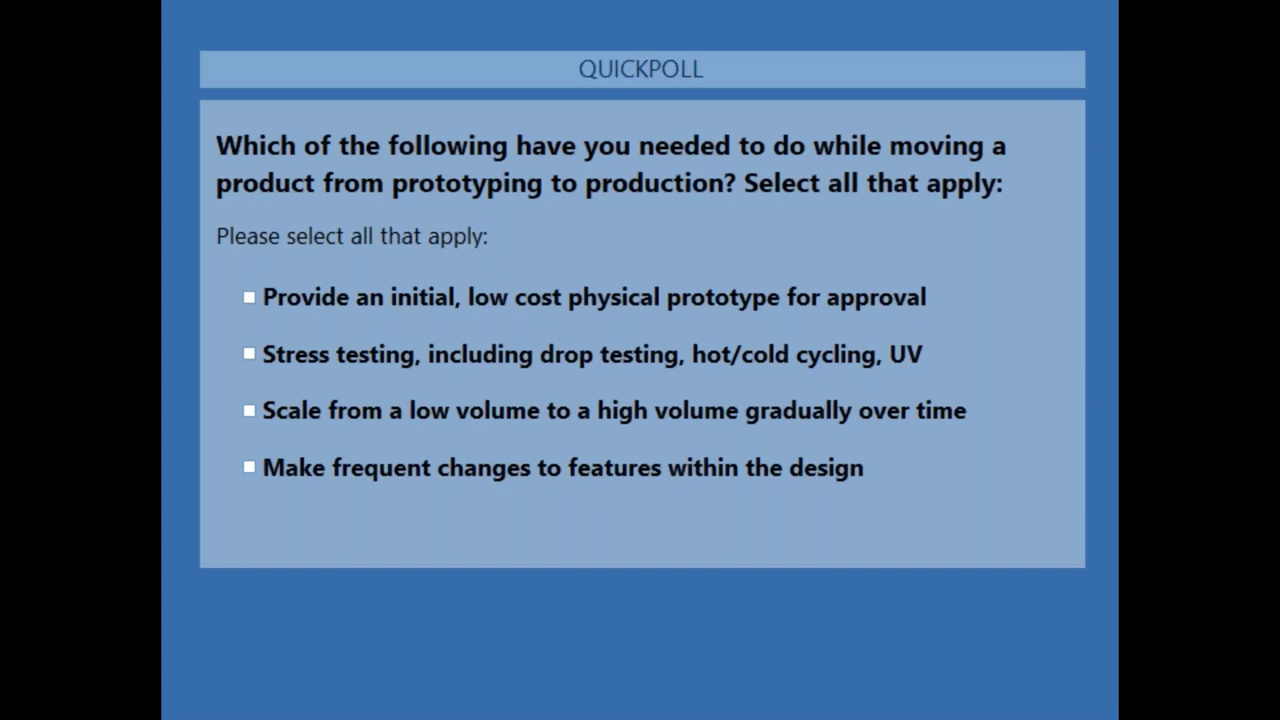 QUICKPOLL
Which of the following have you needed to do while moving a
product from prototyping to production? Select all that apply:
Please select all that apply:
Provide an initial, low cost physical prototype for approval
Stress testing, including drop testing, hot/cold cycling, UV
Scale from a low volume to a high volume gradually over time
Make frequent changes to features within the design